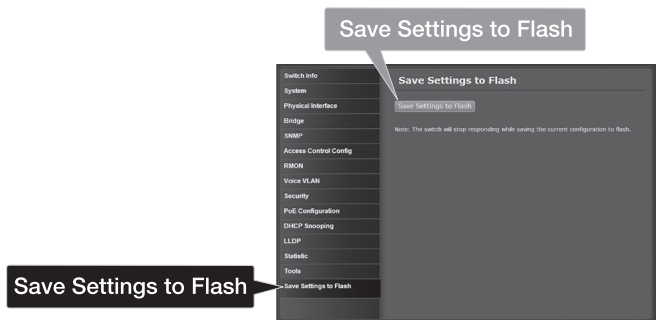 Save Settings to Flash
Switch Info
System
Physical Interface
Bridge
SNMP
Access Control Config
RMON
Voice VLAN
Security
PoE Configuration
DHCP Snooping
LLDP
Statistic
Tools
Save Settings to Flash
Save Settings to Flash
Save Settings to Flash
Note: The switch will stop responding while saving the current configuration to flash.
Save Settings to Flash